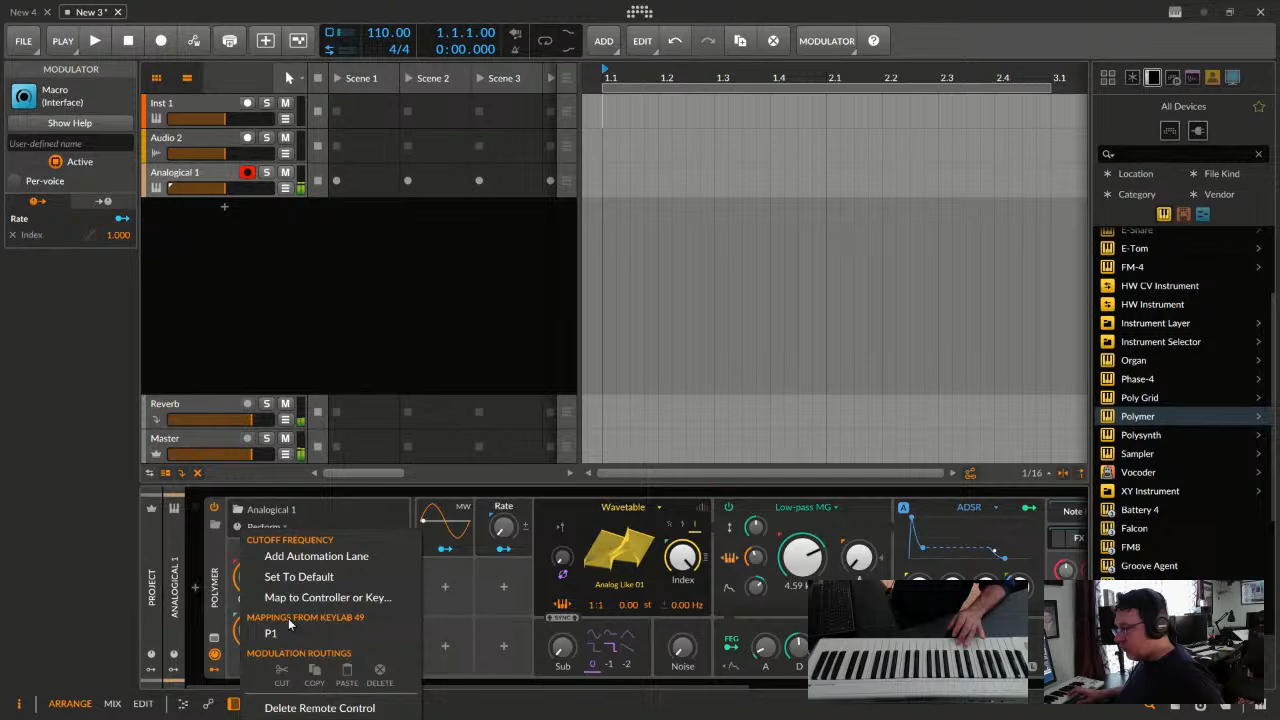 New 4
New 3 *
FILE
PLAY
110.00
4/4
1.1.1.00
0:00.000
ADD
EDIT
MODULATOR
MODULATOR
Macro
(Interface)
Show Help
User-defined name
Active
Per-voice
Rate
Index
1.000
Scene 1
Scene 2
Scene 3
1.1
1.2
1.3
1.4
2.1
2.2
2.3
2.4
3.1
Inst 1
S
M
Audio 2
S
M
Analogical 1
S
M
Reverb
S
M
Master
S
M
1/16
All Devices
Location
File Kind
Category
Vendor
E-Snare
E-Tom
FM-4
HW CV Instrument
HW Instrument
Instrument Layer
Instrument Selector
Organ
Phase-4
Poly Grid
Polymer
Polysynth
Sampler
Vocoder
XY Instrument
Battery 4
Falcon
FM8
Groove Agent
PROJECT
ANALOGICAL 1
POLYMER
Analogical 1
Perform
CUTOFF FREQUENCY
Add Automation Lane
Set To Default
Map to Controller or Key...
MAPPINGS FROM KEYLAB 49
P1
MODULATION ROUTINGS
CUT
COPY
PASTE
DELETE
Delete Remote Control
MW
Rate
Wavetable
Index
Analog Like 01
1:1
0.00 st
± 0.00 Hz
SYNC
Sub
0
-1
-2
Noise
Low-pass MG
4.59
FEG
A
D
A
ADSR
Note
FX
ARRANGE
MIX
EDIT